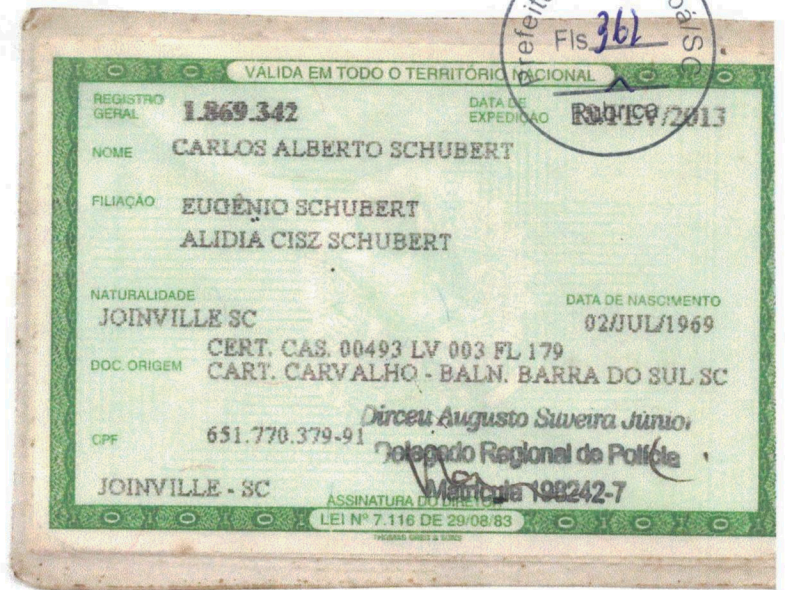 Prefeitu
oá/SC
Fls 361
Rubrica
VÁLIDA EM TODO O TERRITÓRIO NACIONAL
REGISTRO GERAL 1.869.342 DATA DE EXPEDIÇÃO /2013
NOME CARLOS ALBERTO SCHUBERT
FILIAÇÃO EUGÊNIO SCHUBERT
ALIDIA CISZ SCHUBERT
NATURALIDADE DATA DE NASCIMENTO
JOINVILLE SC 02/JUL/1969
CERT. CAS. 00493 LV 003 FL 179
DOC. ORIGEM CART. CARVALHO - BALN. BARRA DO SUL SC
Dirceu Augusto Silveira Júnior
CPF 651.770.379-91
Delegado Regional de Polícia
JOINVILLE - SC Matrícula 198242-7
ASSINATURA DO DIRETOR
LEI Nº 7.116 DE 29/08/83